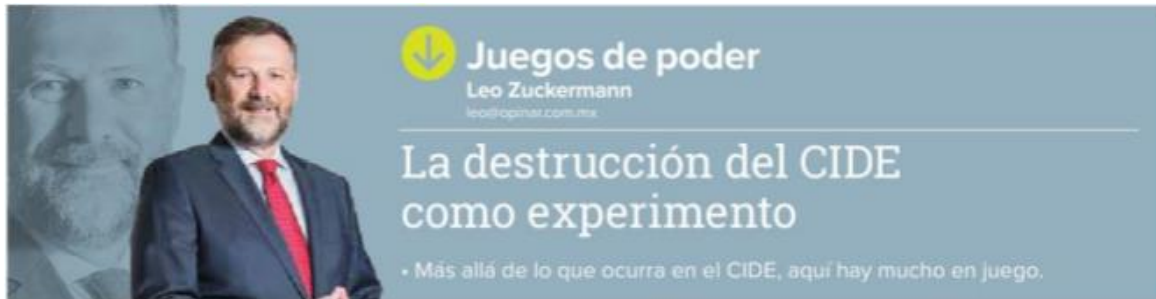 Juegos de poder
Leo Zuckermann
leo@opinar.com.mx
La destrucción del CIDE
como experimento
• Más allá de lo que ocurra en el CIDE, aquí hay mucho en juego.